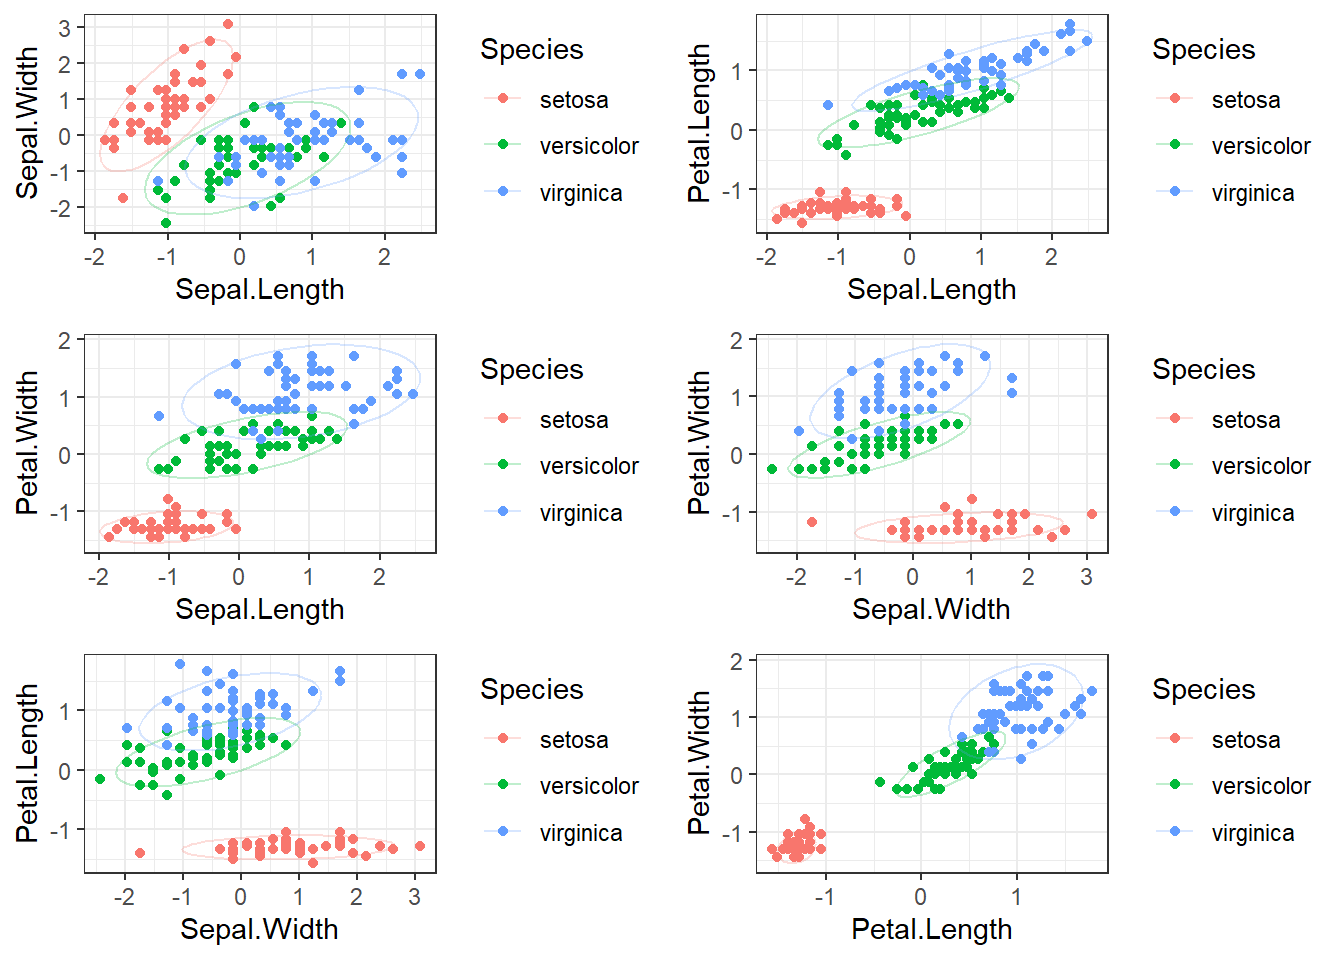 Sepal.Width
3
2
1
0
-1
-2
-2
-1
0
1
2
Sepal.Length
Species
setosa
versicolor
virginica
Petal.Length
1
0
-1
-2
-1
0
1
2
Sepal.Length
Species
setosa
versicolor
virginica
Petal.Width
2
1
0
-1
-2
-1
0
1
2
Sepal.Length
Species
setosa
versicolor
virginica
Petal.Width
2
1
0
-1
-2
-1
0
1
2
3
Sepal.Width
Species
setosa
versicolor
virginica
Petal.Length
1
0
-1
-2
-1
0
1
2
3
Sepal.Width
Species
setosa
versicolor
virginica
Petal.Width
2
1
0
-1
-1
0
1
Petal.Length
Species
setosa
versicolor
virginica